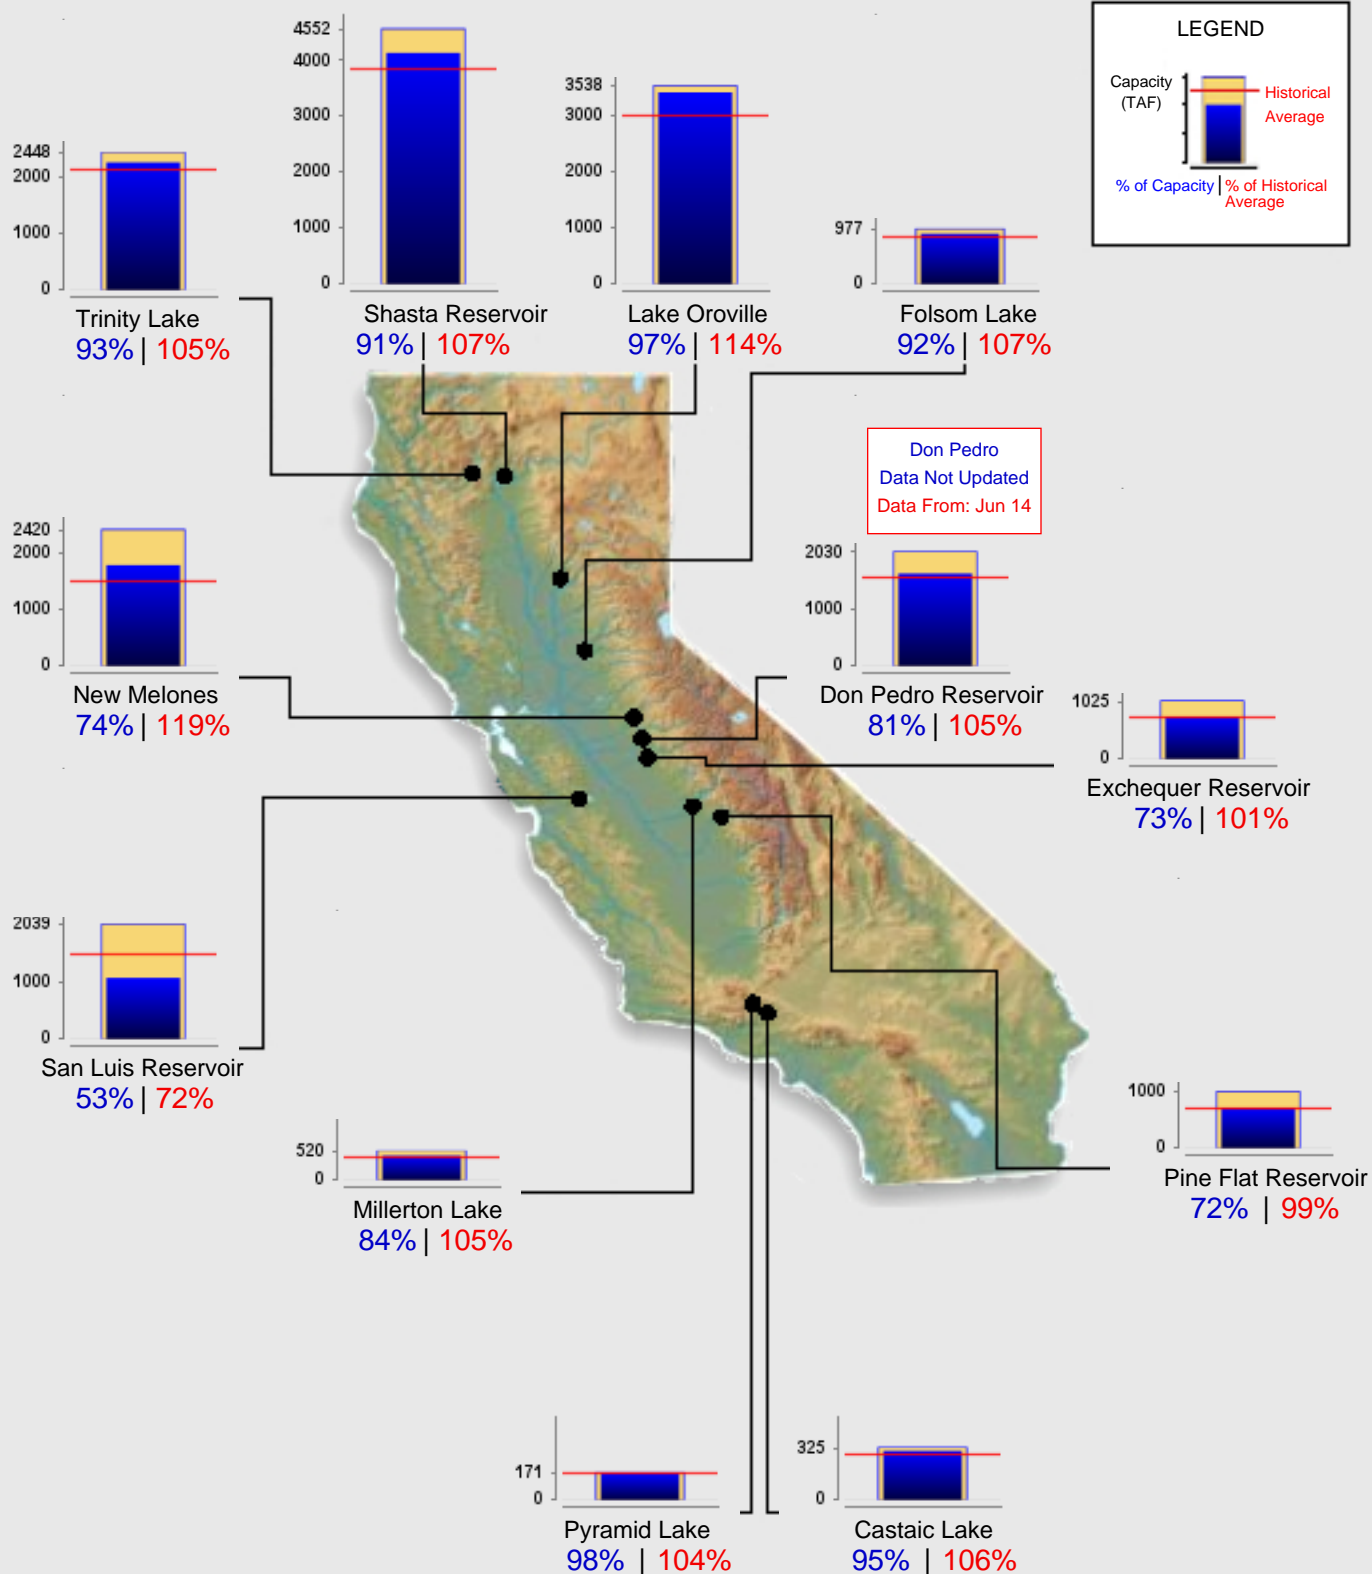 LEGEND
Capacity
(TAF)
Historical
Average
% of Capacity | % of Historical
Average
4552
4000
3000
2000
1000
0
Shasta Reservoir
91% | 107%
3538
3000
2000
1000
0
Lake Oroville
97% | 114%
2448
2000
1000
0
Trinity Lake
93% | 105%
977
0
Folsom Lake
92% | 107%
Don Pedro
Data Not Updated
Data From: Jun 14
2420
2000
1000
0
New Melones
74% | 119%
2030
1000
0
Don Pedro Reservoir
81% | 105%
1025
0
Exchequer Reservoir
73% | 101%
2039
1000
0
San Luis Reservoir
53% | 72%
520
0
Millerton Lake
84% | 105%
1000
0
Pine Flat Reservoir
72% | 99%
171
0
Pyramid Lake
98% | 104%
325
0
Castaic Lake
95% | 106%